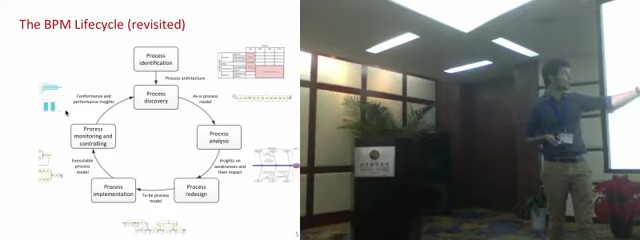 The BPM Lifecycle (revisited)
Process
identification
Process architecture
Conformance and
performance insights
Process
discovery
As-is process
model
Process
monitoring and
controlling
Process
analysis
Executable
process
model
Insights on
weaknesses and
their impact
Process
implementation
To-be process
model
Process
redesign
5